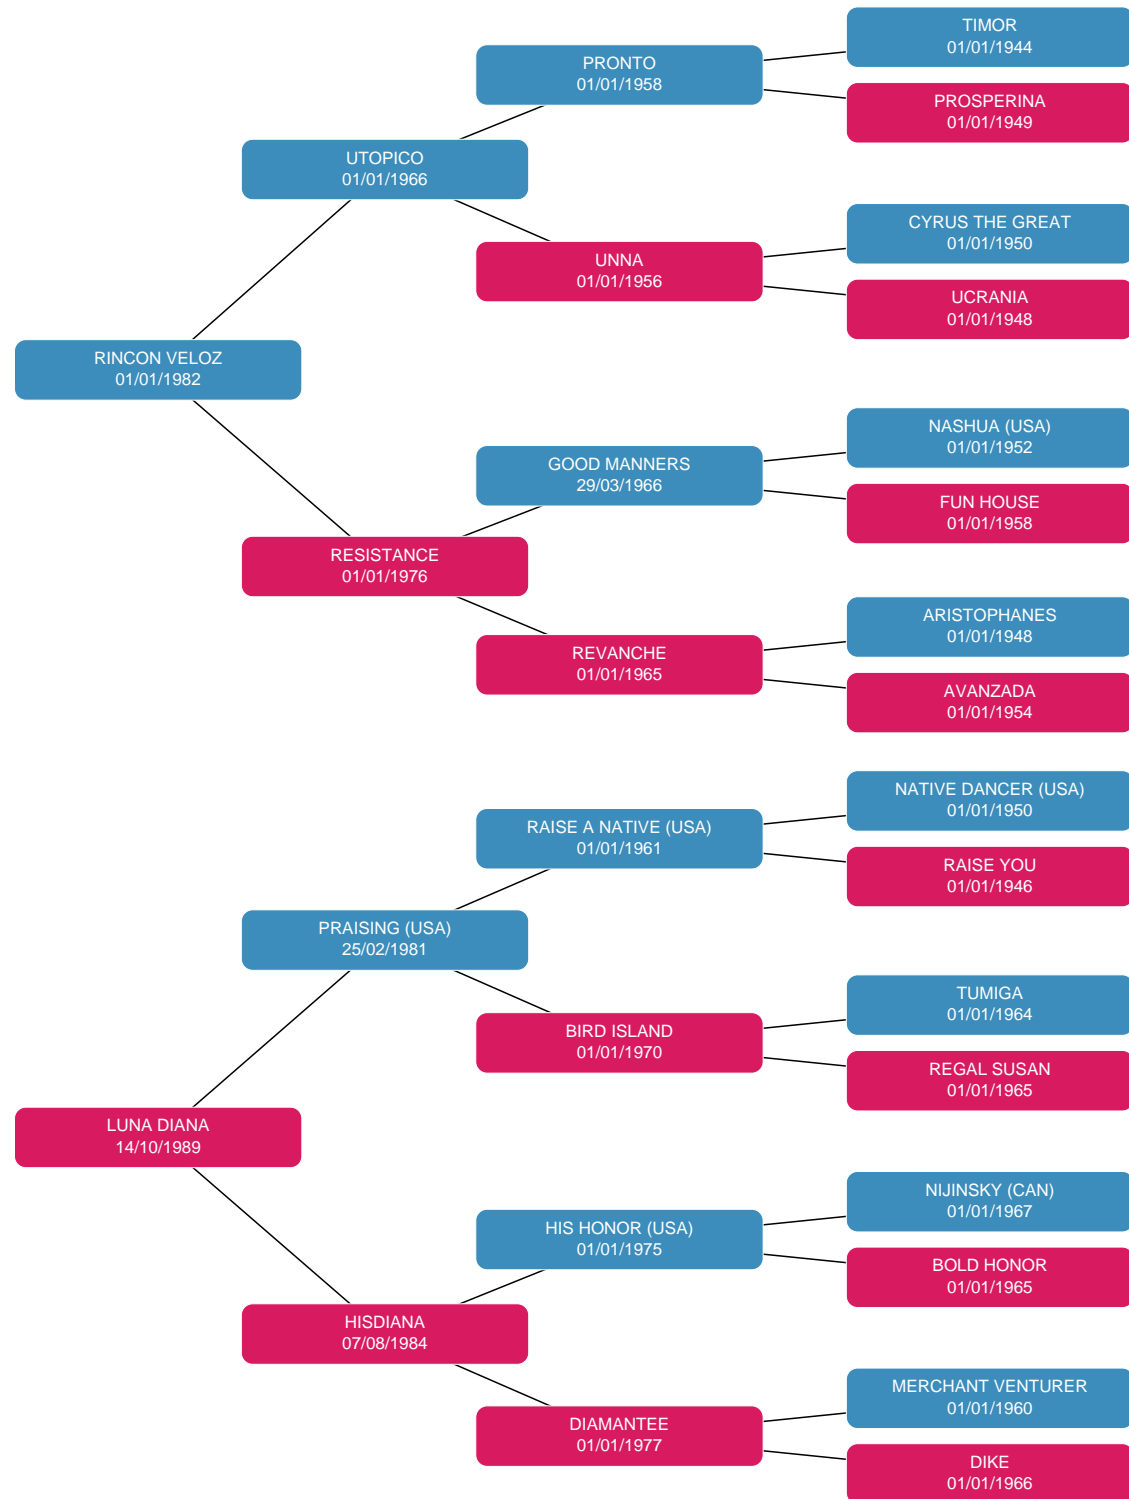 TIMOR
01/01/1944
PRONTO
01/01/1958
PROSPERINA
01/01/1949
UTOPICO
01/01/1966
CYRUS THE GREAT
01/01/1950
UNNA
01/01/1956
UCRANIA
01/01/1948
RINCON VELOZ
01/01/1982
NASHUA (USA)
01/01/1952
GOOD MANNERS
29/03/1966
FUN HOUSE
01/01/1958
RESISTANCE
01/01/1976
ARISTOPHANES
01/01/1948
REVANCHE
01/01/1965
AVANZADA
01/01/1954
NATIVE DANCER (USA)
01/01/1950
RAISE A NATIVE (USA)
01/01/1961
RAISE YOU
01/01/1946
PRAISING (USA)
25/02/1981
TUMIGA
01/01/1964
BIRD ISLAND
01/01/1970
REGAL SUSAN
01/01/1965
LUNA DIANA
14/10/1989
NIJINSKY (CAN)
01/01/1967
HIS HONOR (USA)
01/01/1975
BOLD HONOR
01/01/1965
HISDIANA
07/08/1984
MERCHANT VENTURER
01/01/1960
DIAMANTEE
01/01/1977
DIKE
01/01/1966